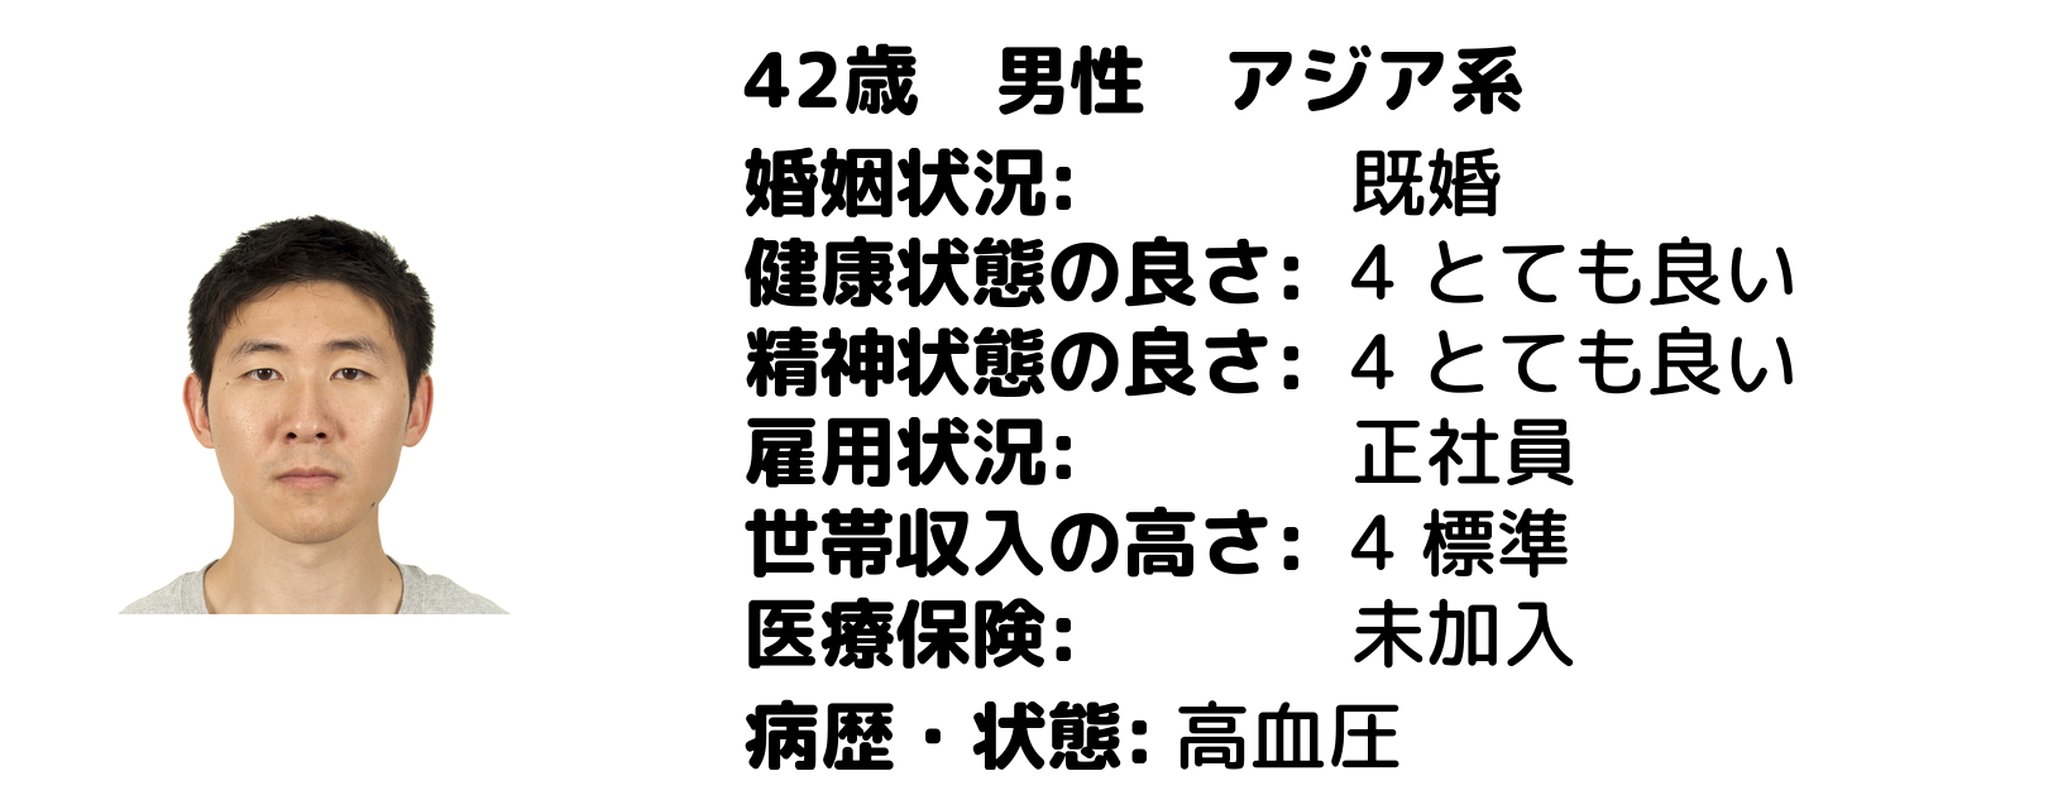 42歳　男性　アジア系
婚姻状況: 既婚
健康状態の良さ: 4 とても良い
精神状態の良さ: 4 とても良い
雇用状況: 正社員
世帯収入の高さ: 4 標準
医療保険: 未加入
病歴・状態: 高血圧